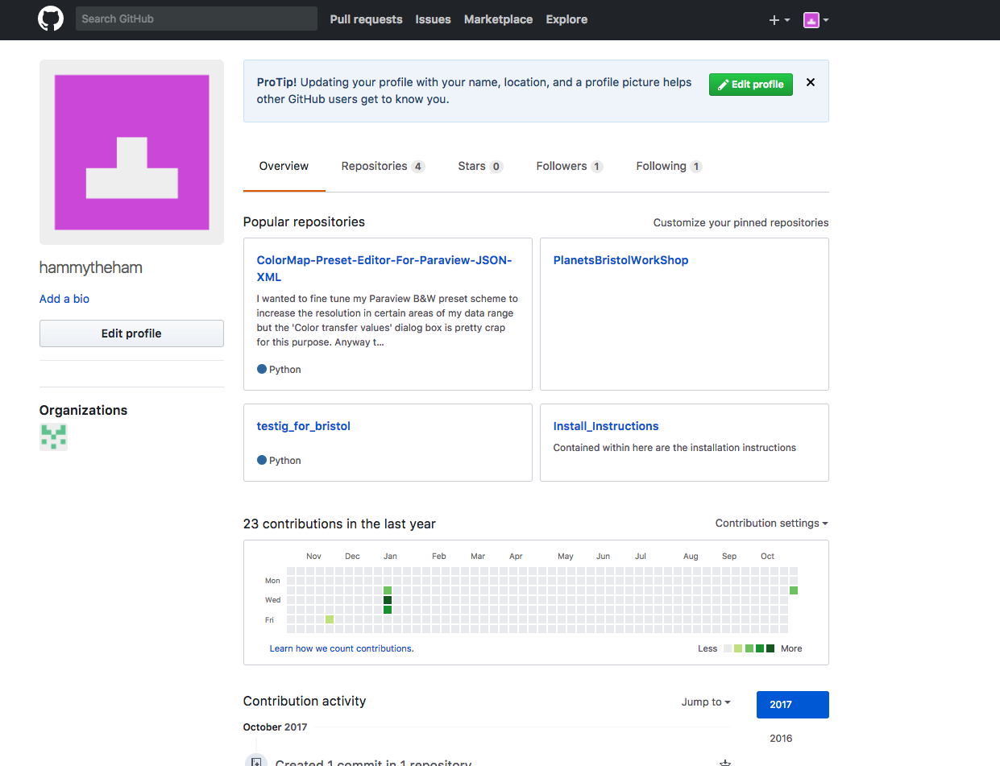 Search GitHub
Pull requests
Issues
Marketplace
Explore
ProTip! Updating your profile with your name, location, and a profile picture helps
other GitHub users get to know you.
Edit profile
Overview
Repositories 4
Stars 0
Followers 1
Following 1
hammytheham
Add a bio
Edit profile
Organizations
Popular repositories
Customize your pinned repositories
ColorMap-Preset-Editor-For-Paraview-JSON-
XML
I wanted to fine tune my Paraview B&W preset scheme to
increase the resolution in certain areas of my data range
but the 'Color transfer values' dialog box is pretty crap
for this purpose. Anyway t...
Python
PlanetsBristolWorkShop
testig_for_bristol
Python
Install_Instructions
Contained within here are the installation instructions
23 contributions in the last year
Contribution settings
Nov Dec Jan Feb Mar Apr May Jun Jul Aug Sep Oct
Mon
Wed
Fri
Learn how we count contributions.
Less
More
Contribution activity
Jump to
2017
October 2017
2016
Created 1 commit in 1 repository